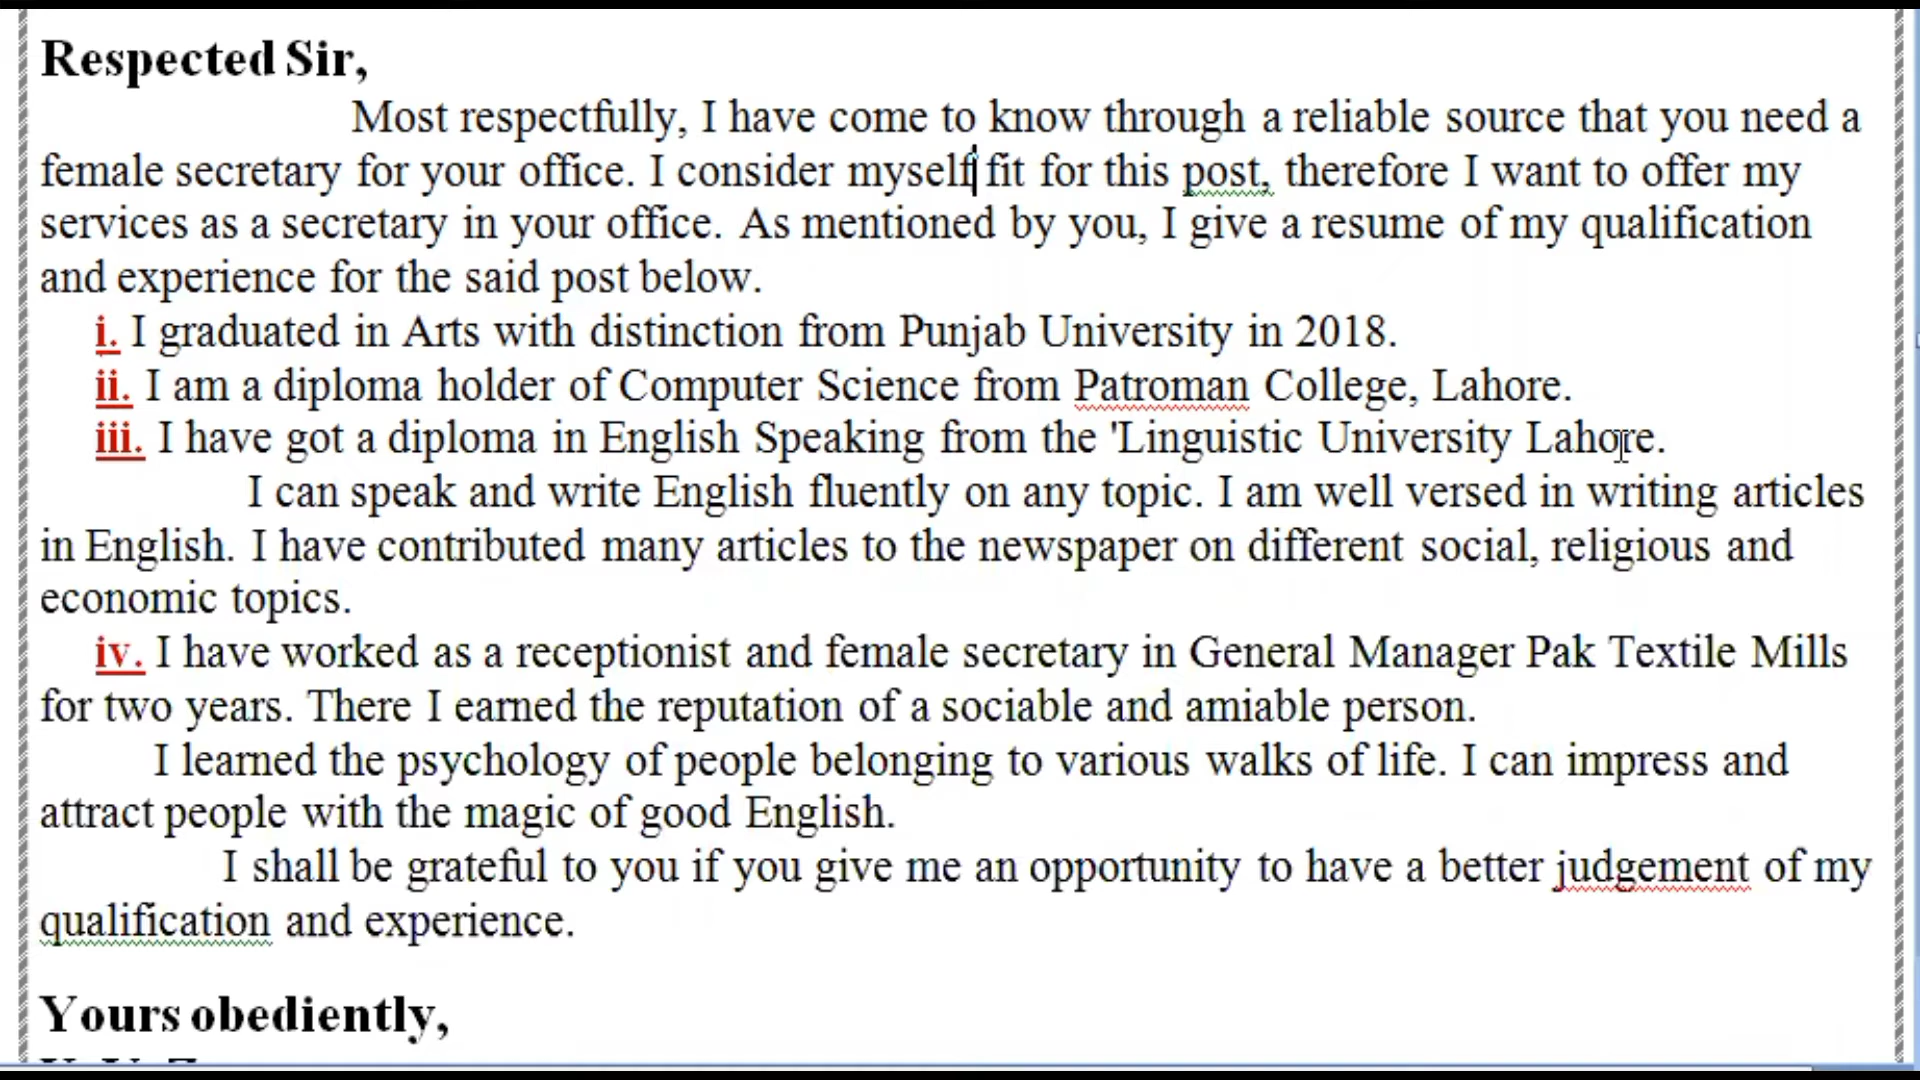 Respected Sir,
Most respectfully, I have come to know through a reliable source that you need a
female secretary for your office. I consider myself fit for this post, therefore I want to offer my
services as a secretary in your office. As mentioned by you, I give a resume of my qualification
and experience for the said post below.
i. I graduated in Arts with distinction from Punjab University in 2018.
ii. I am a diploma holder of Computer Science from Patroman College, Lahore.
iii. I have got a diploma in English Speaking from the 'Linguistic University Lahore.
I can speak and write English fluently on any topic. I am well versed in writing articles
in English. I have contributed many articles to the newspaper on different social, religious and
economic topics.
iv. I have worked as a receptionist and female secretary in General Manager Pak Textile Mills
for two years. There I earned the reputation of a sociable and amiable person.
I learned the psychology of people belonging to various walks of life. I can impress and
attract people with the magic of good English.
I shall be grateful to you if you give me an opportunity to have a better judgement of my
qualification and experience.
Yours obediently,